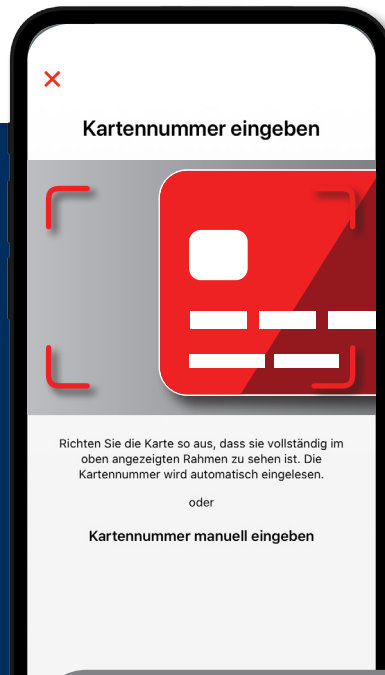 Kartennummer eingeben
Richten Sie die Karte so aus, dass sie vollständig im
oben angezeigten Rahmen zu sehen ist. Die
Kartennummer wird automatisch eingelesen.
oder
Kartennummer manuell eingeben